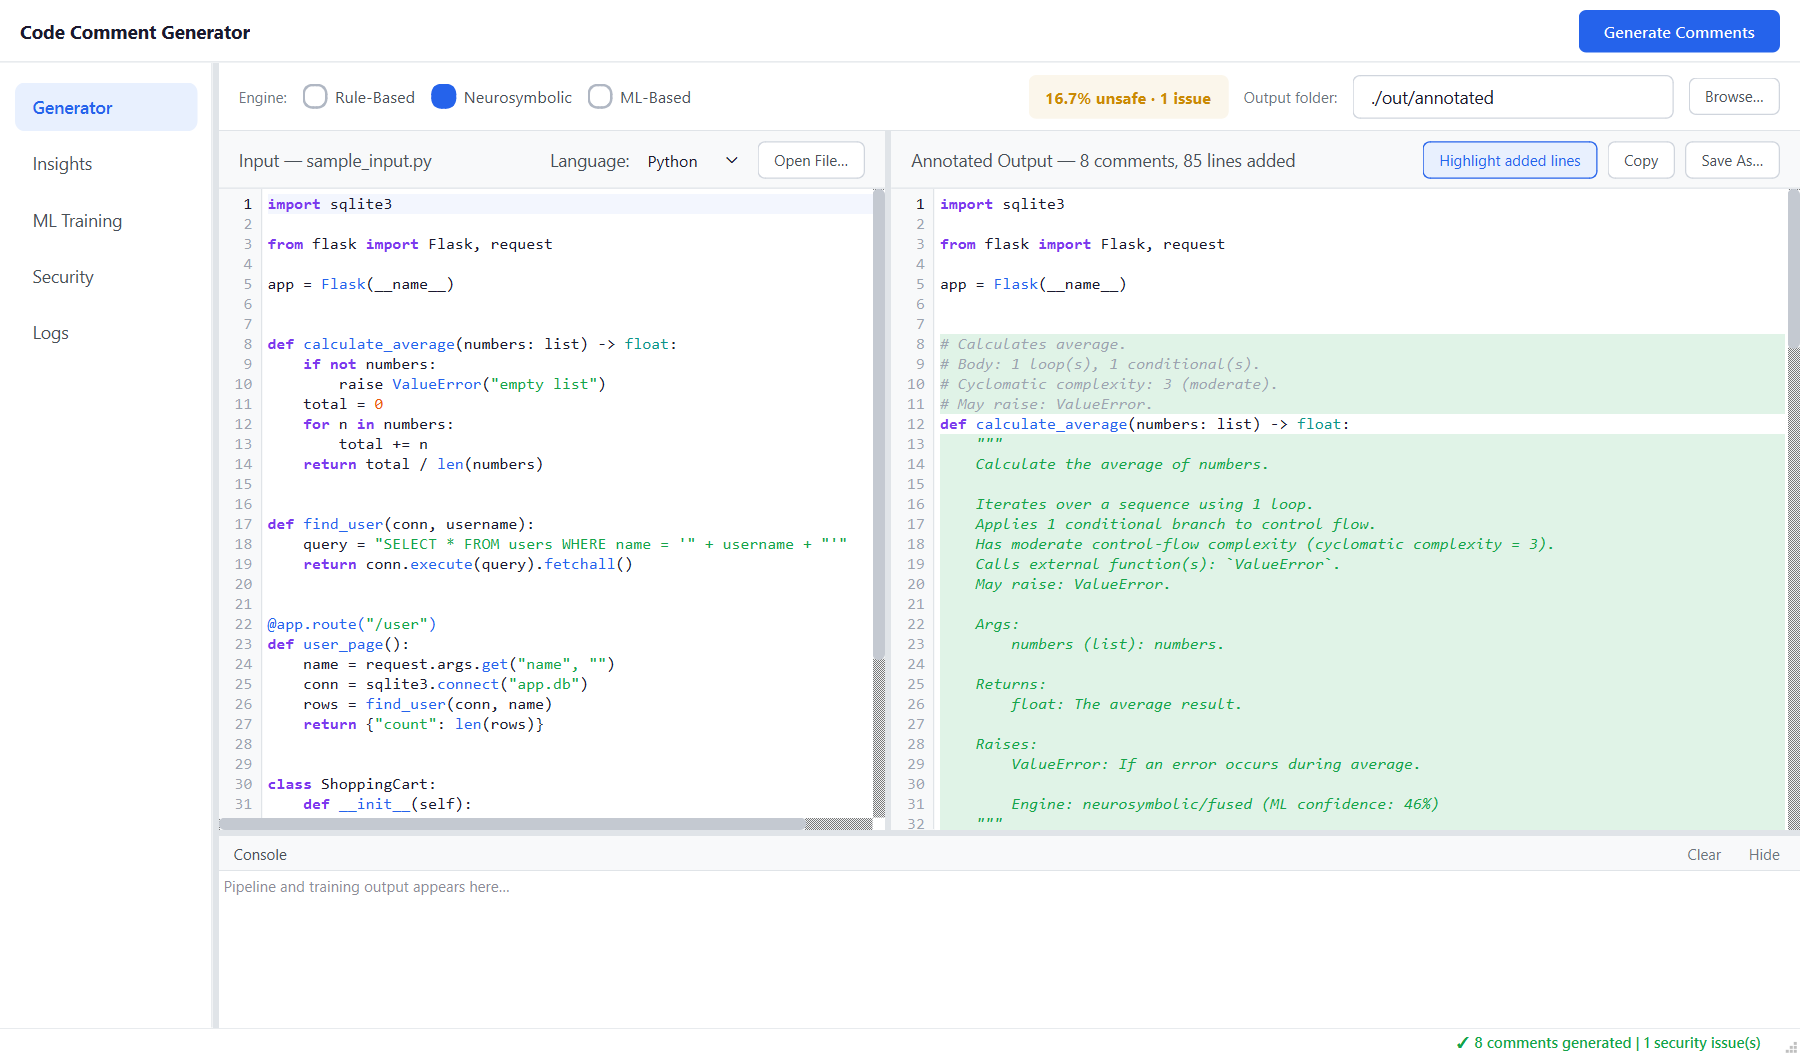 Code Comment Generator
Generate Comments
Generator
Insights
ML Training
Security
Logs
Engine: Rule-Based Neurosymbolic ML-Based
16.7% unsafe · 1 issue
Output folder: ./out/annotated Browse...
Input — sample_input.py
Language: Python Open File...
1 import sqlite3
2
3 from flask import Flask, request
4
5 app = Flask(__name__)
6
7
8 def calculate_average(numbers: list) -> float:
9     if not numbers:
10         raise ValueError("empty list")
11     total = 0
12     for n in numbers:
13         total += n
14     return total / len(numbers)
15
16
17 def find_user(conn, username):
18     query = "SELECT * FROM users WHERE name = '" + username + "'"
19     return conn.execute(query).fetchall()
20
21
22 @app.route("/user")
23 def user_page():
24     name = request.args.get("name", "")
25     conn = sqlite3.connect("app.db")
26     rows = find_user(conn, name)
27     return {"count": len(rows)}
28
29
30 class ShoppingCart:
31     def __init__(self):
Annotated Output — 8 comments, 85 lines added
Highlight added lines Copy Save As...
1 import sqlite3
2
3 from flask import Flask, request
4
5 app = Flask(__name__)
6
7
8 # Calculates average.
9 # Body: 1 loop(s), 1 conditional(s).
10 # Cyclomatic complexity: 3 (moderate).
11 # May raise: ValueError.
12 def calculate_average(numbers: list) -> float:
13     """
14     Calculate the average of numbers.
15
16     Iterates over a sequence using 1 loop.
17     Applies 1 conditional branch to control flow.
18     Has moderate control-flow complexity (cyclomatic complexity = 3).
19     Calls external function(s): `ValueError`.
20     May raise: ValueError.
21
22     Args:
23         numbers (list): numbers.
24
25     Returns:
26         float: The average result.
27
28     Raises:
29         ValueError: If an error occurs during average.
30
31         Engine: neurosymbolic/fused (ML confidence: 46%)
32     """
Console
Clear Hide
Pipeline and training output appears here...
✓ 8 comments generated | 1 security issue(s)